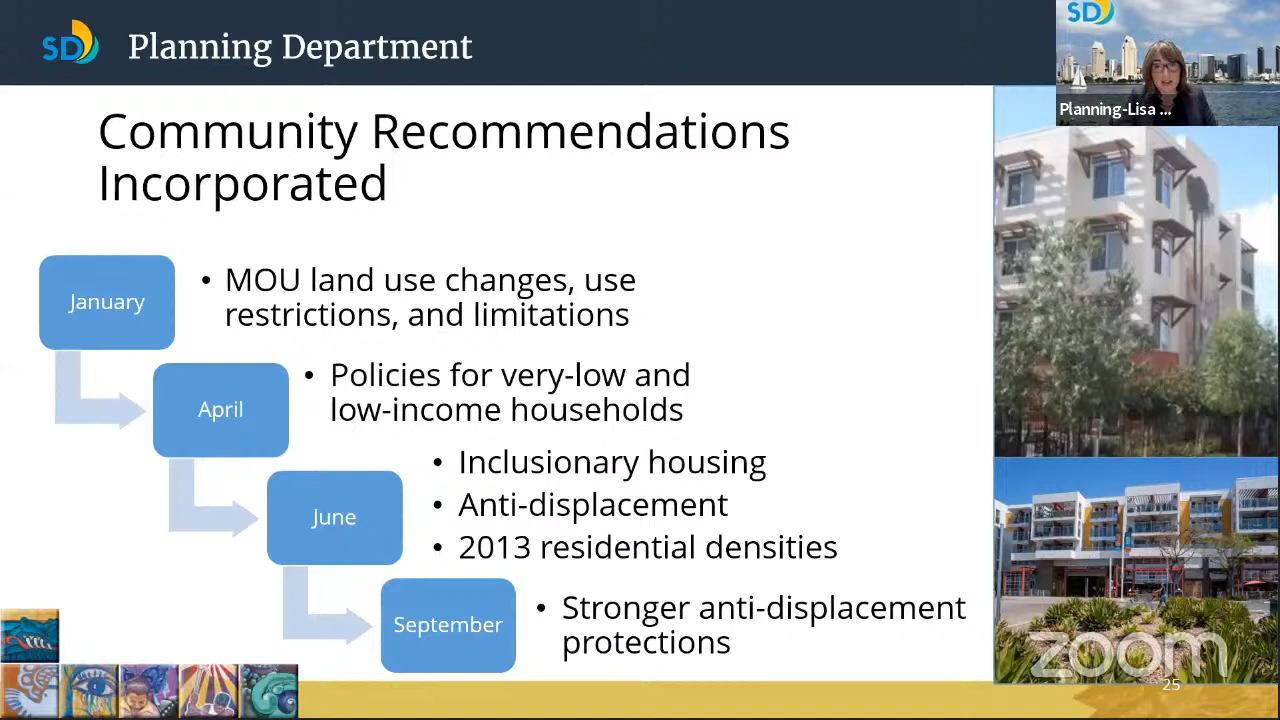 SD
Planning Department
SD
Planning-Lisa ...
Community Recommendations
Incorporated
January
• MOU land use changes, use
restrictions, and limitations
April
• Policies for very-low and
low-income households
June
• Inclusionary housing
• Anti-displacement
• 2013 residential densities
September
• Stronger anti-displacement
protections
zoom
25